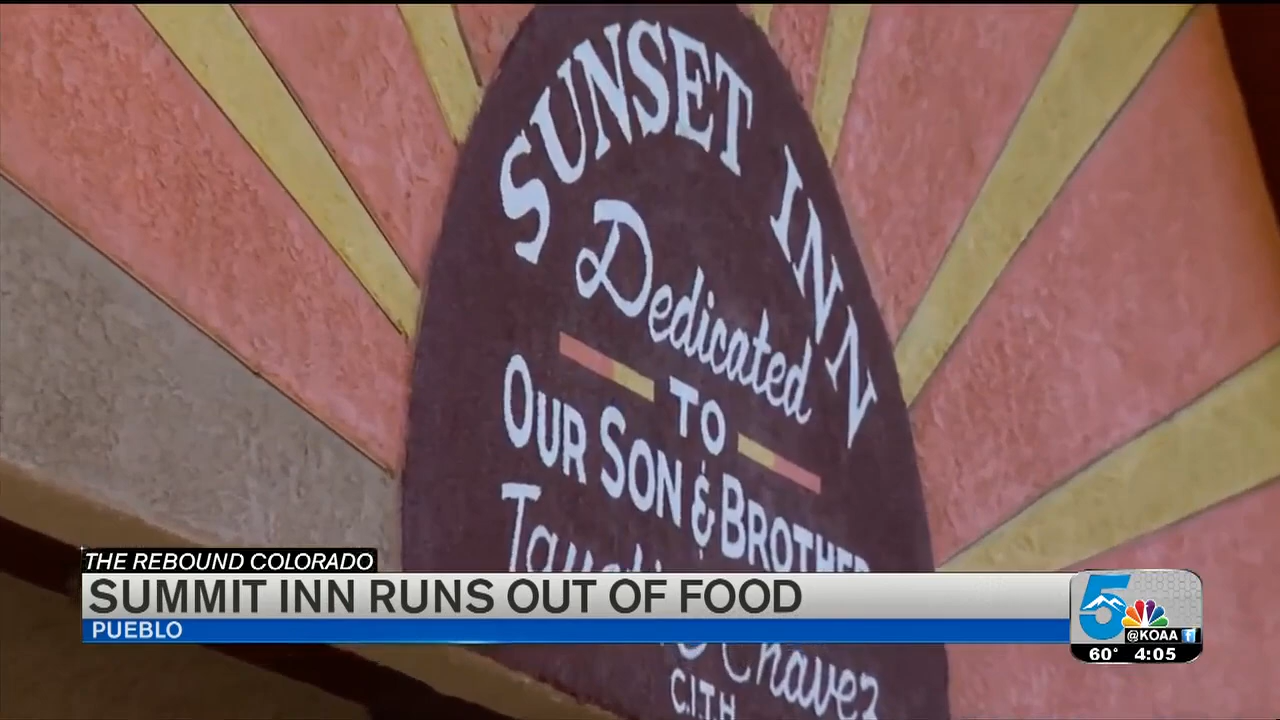 SUNSET INN
Dedicated
TO
OUR SON & BROTHER
Chavez
C.I.T.H
THE REBOUND COLORADO
SUMMIT INN RUNS OUT OF FOOD
PUEBLO
5
@KOAA f
60° 4:05